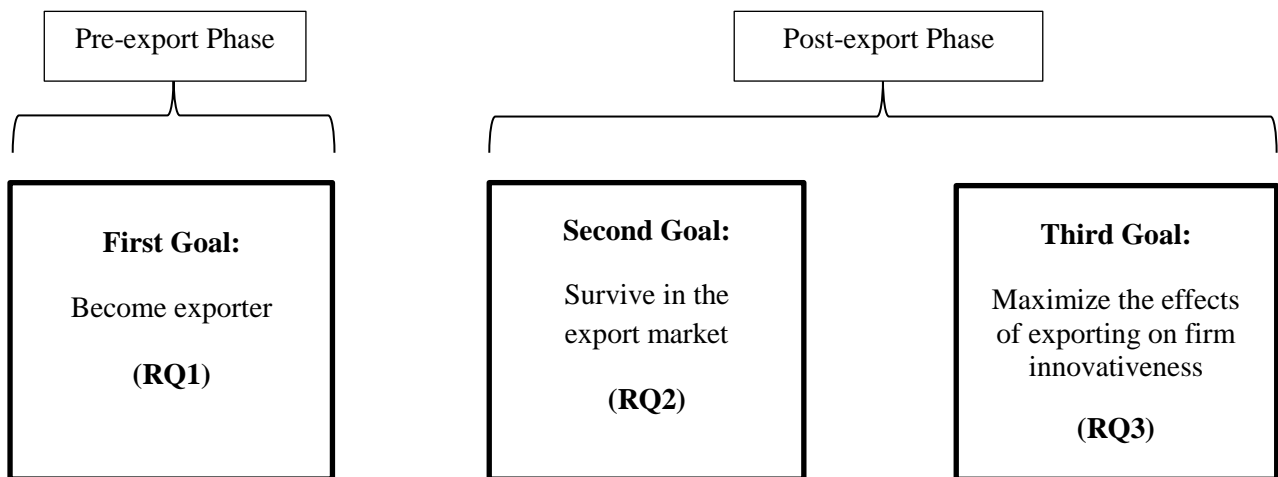 Pre-export Phase
Post-export Phase
First Goal:
Become exporter
(RQ1)
Second Goal:
Survive in the
export market
(RQ2)
Third Goal:
Maximize the effects
of exporting on firm
innovativeness
(RQ3)